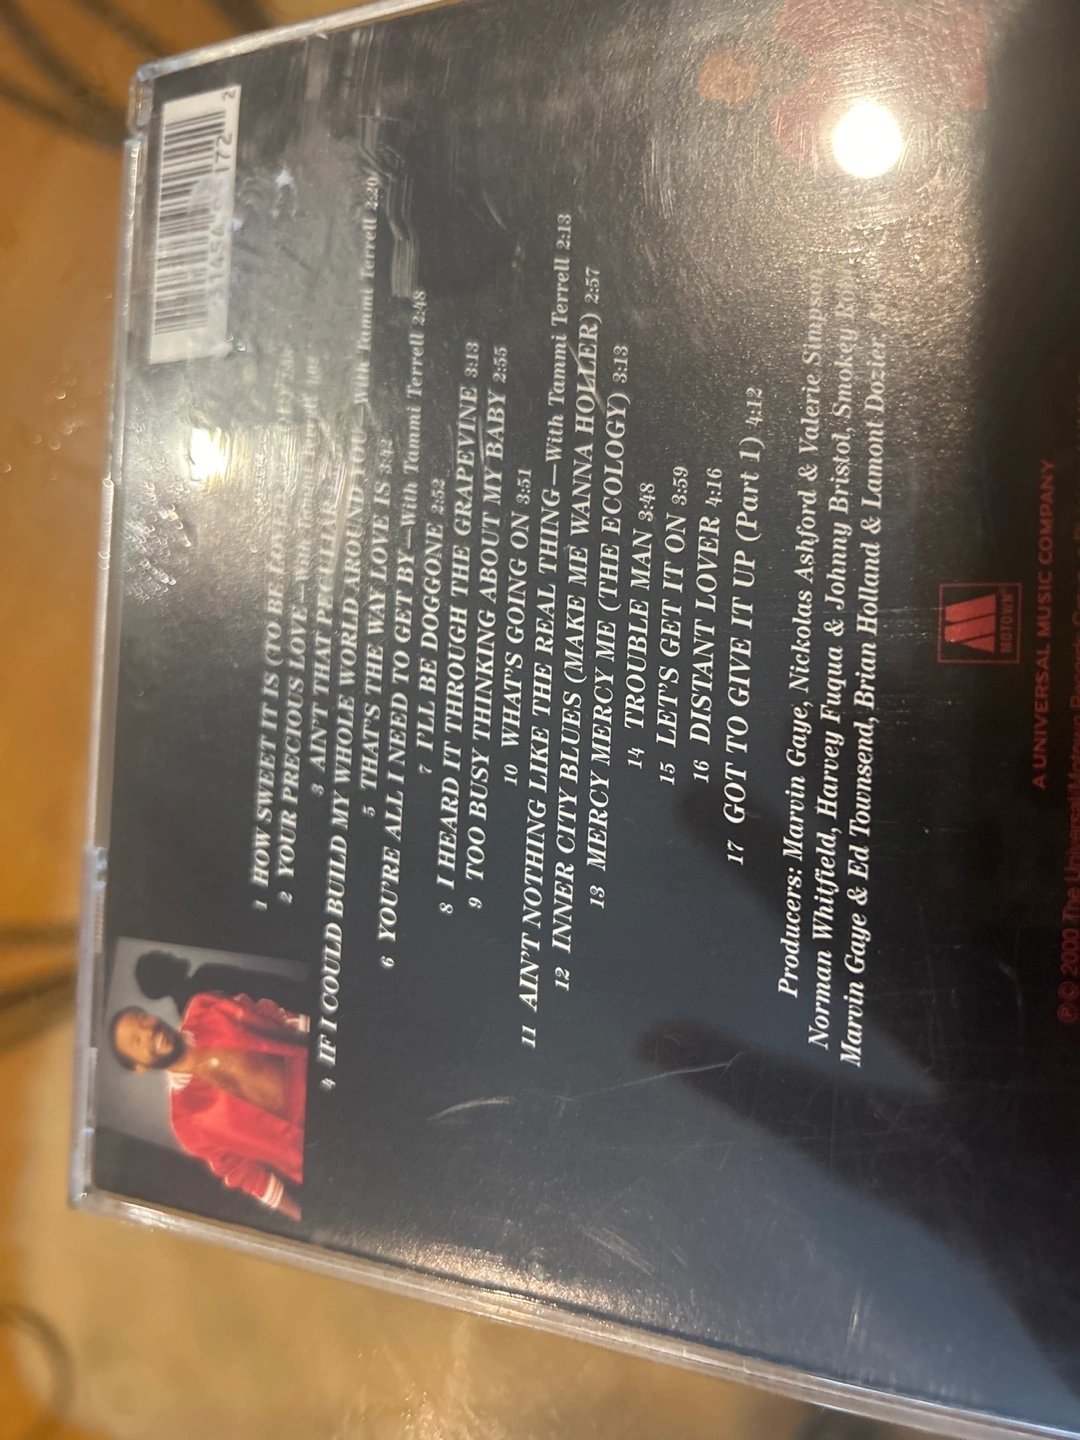 1 HOW SWEET IT IS (TO BE LOVED
2 YOUR PRECIOUS LOVE—With
3 AIN'T THAT PECULIAR
4 IF I COULD BUILD MY WHOLE WORLD AROUND YOU—With Tammi Terrell 2:20
5 THAT'S THE WAY LOVE IS 3:42
6 YOU'RE ALL I NEED TO GET BY—With Tammi Terrell 2:48
7 I'LL BE DOGGONE 2:52
8 I HEARD IT THROUGH THE GRAPEVINE 3:13
9 TOO BUSY THINKING ABOUT MY BABY 2:55
10 WHAT'S GOING ON 3:51
11 AIN'T NOTHING LIKE THE REAL THING—With Tammi Terrell 2:13
12 INNER CITY BLUES (MAKE ME WANNA HOLLER) 2:57
13 MERCY MERCY ME (THE ECOLOGY) 3:13
14 TROUBLE MAN 3:48
15 LET'S GET IT ON 3:59
16 DISTANT LOVER 4:16
17 GOT TO GIVE IT UP (Part 1) 4:12
Producers: Marvin Gaye, Nickolas Ashford & Valerie Simpson,
Norman Whitfield, Harvey Fuqua & Johnny Bristol, Smokey
Marvin Gaye & Ed Townsend, Brian Holland & Lamont Dozier,
MOTOWN
A UNIVERSAL MUSIC COMPANY
℗ © 2000 The Universal/Motown Records